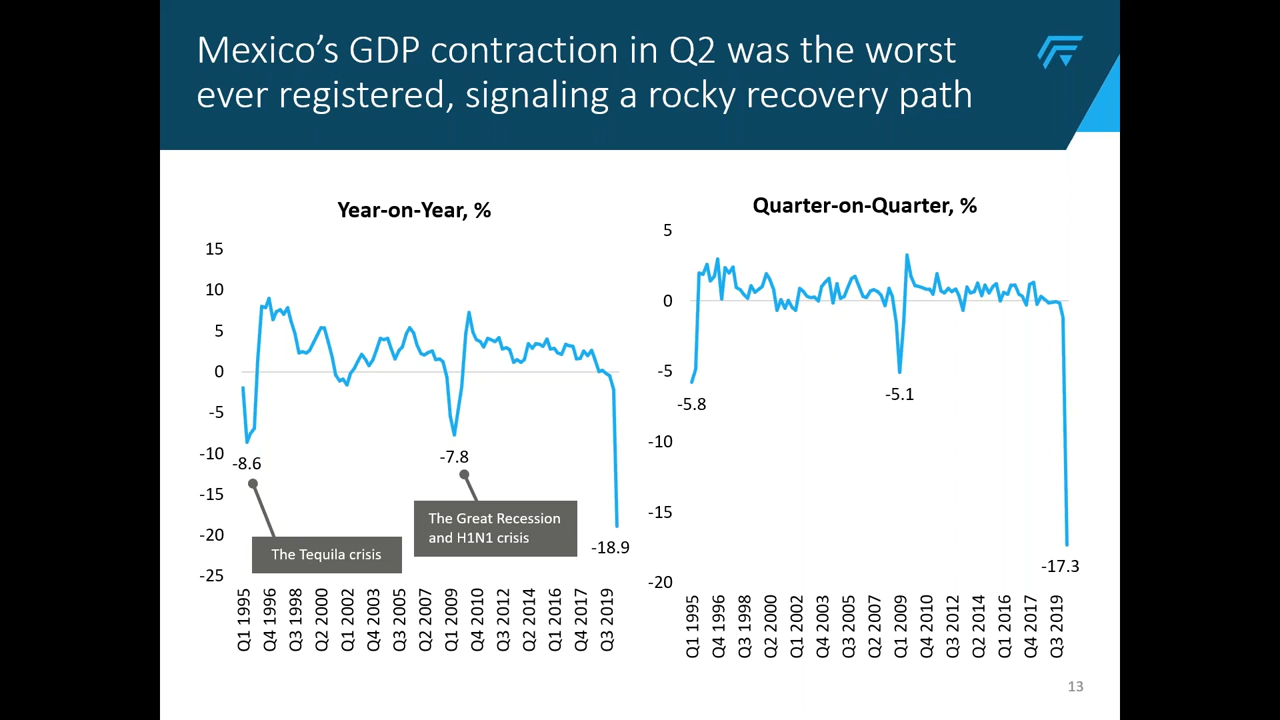 Mexico’s GDP contraction in Q2 was the worst
ever registered, signaling a rocky recovery path
Year-on-Year, %
15
10
5
0
-5
-10
-15
-20
-25
-8.6
-7.8
-18.9
The Tequila crisis
The Great Recession
and H1N1 crisis
Q1 1995
Q4 1996
Q3 1998
Q2 2000
Q1 2002
Q4 2003
Q3 2005
Q2 2007
Q1 2009
Q4 2010
Q3 2012
Q2 2014
Q1 2016
Q4 2017
Q3 2019
Quarter-on-Quarter, %
5
0
-5
-10
-15
-20
-5.8
-5.1
-17.3
Q1 1995
Q4 1996
Q3 1998
Q2 2000
Q1 2002
Q4 2003
Q3 2005
Q2 2007
Q1 2009
Q4 2010
Q3 2012
Q2 2014
Q1 2016
Q4 2017
Q3 2019
13